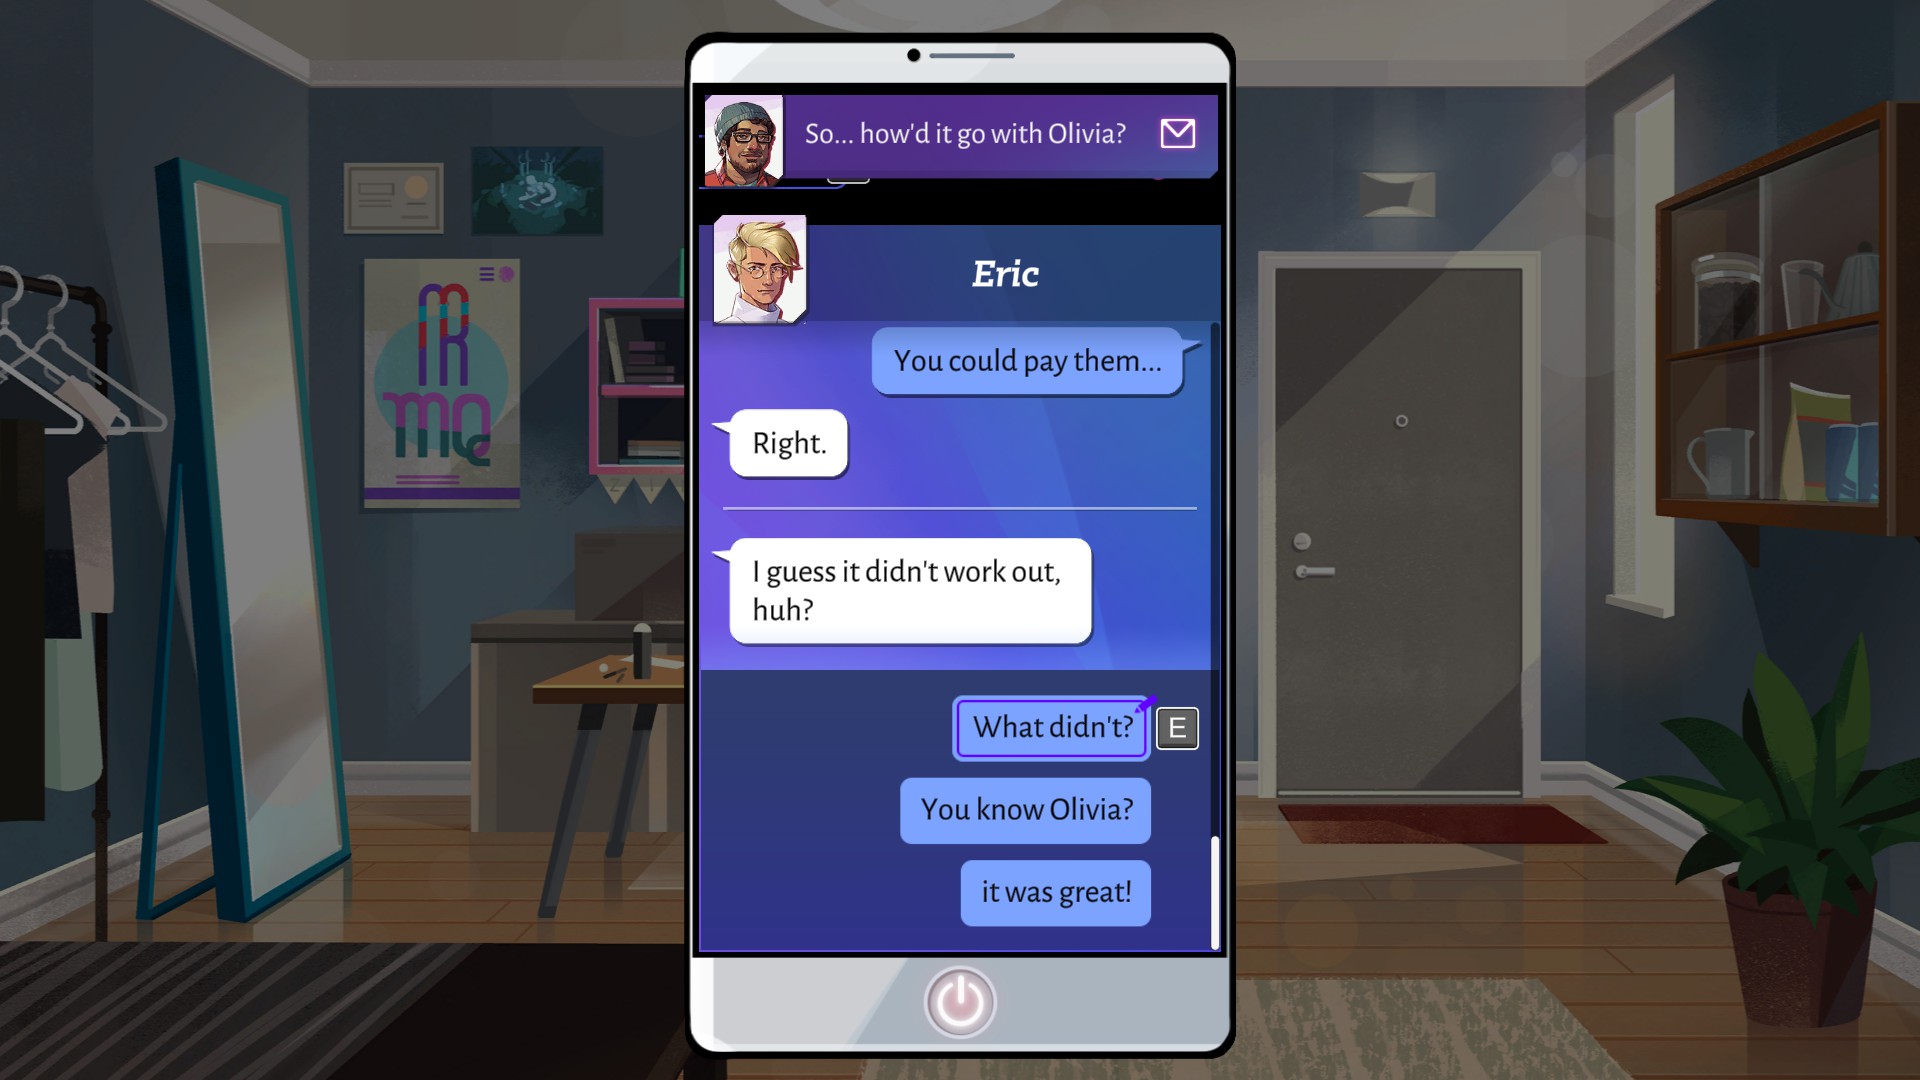 So... how'd it go with Olivia?
Eric
You could pay them...
Right.
I guess it didn't work out,
huh?
What didn't?
E
You know Olivia?
it was great!